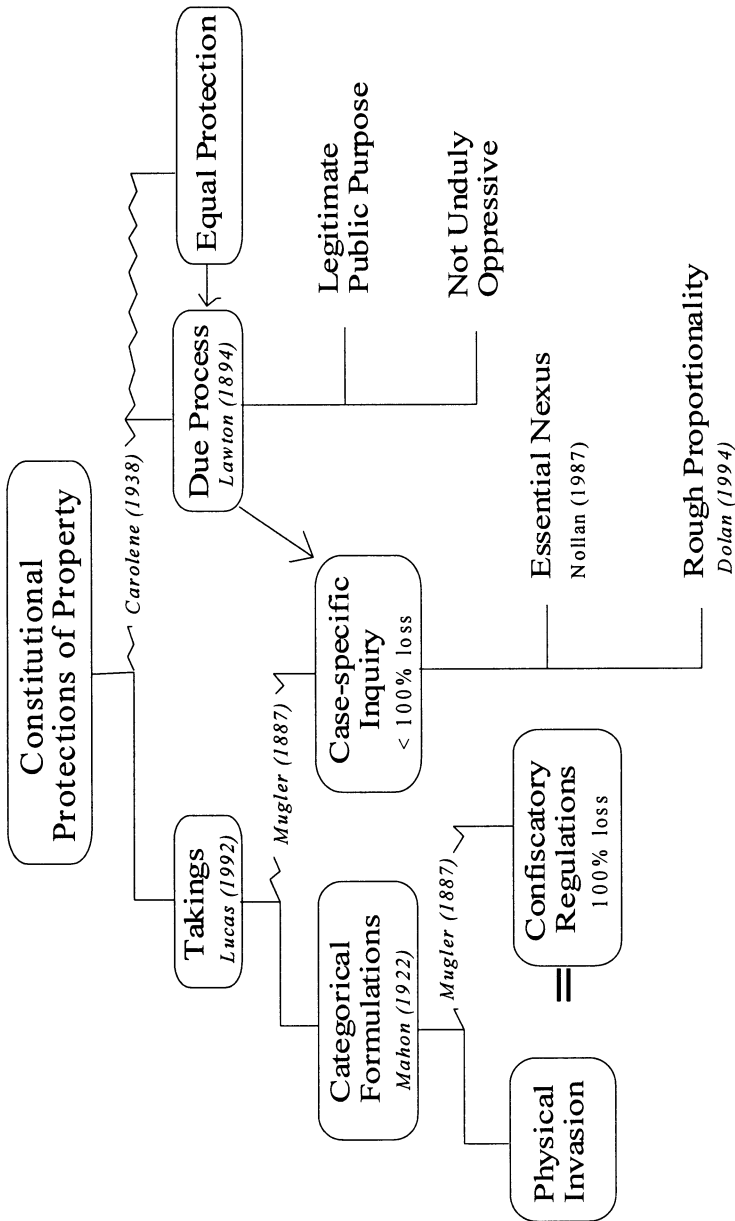 Constitutional
Protections of Property
Carolene (1938)
Takings
Lucas (1992)
Due Process
Lawton (1894)
Equal Protection
Mugler (1887)
Categorical
Formulations
Mahon (1922)
Case-specific
Inquiry
< 100% loss
Legitimate
Public Purpose
Not Unduly
Oppressive
Mugler (1887)
Physical
Invasion
=
Confiscatory
Regulations
100% loss
Essential Nexus
Nollan (1987)
Rough Proportionality
Dolan (1994)